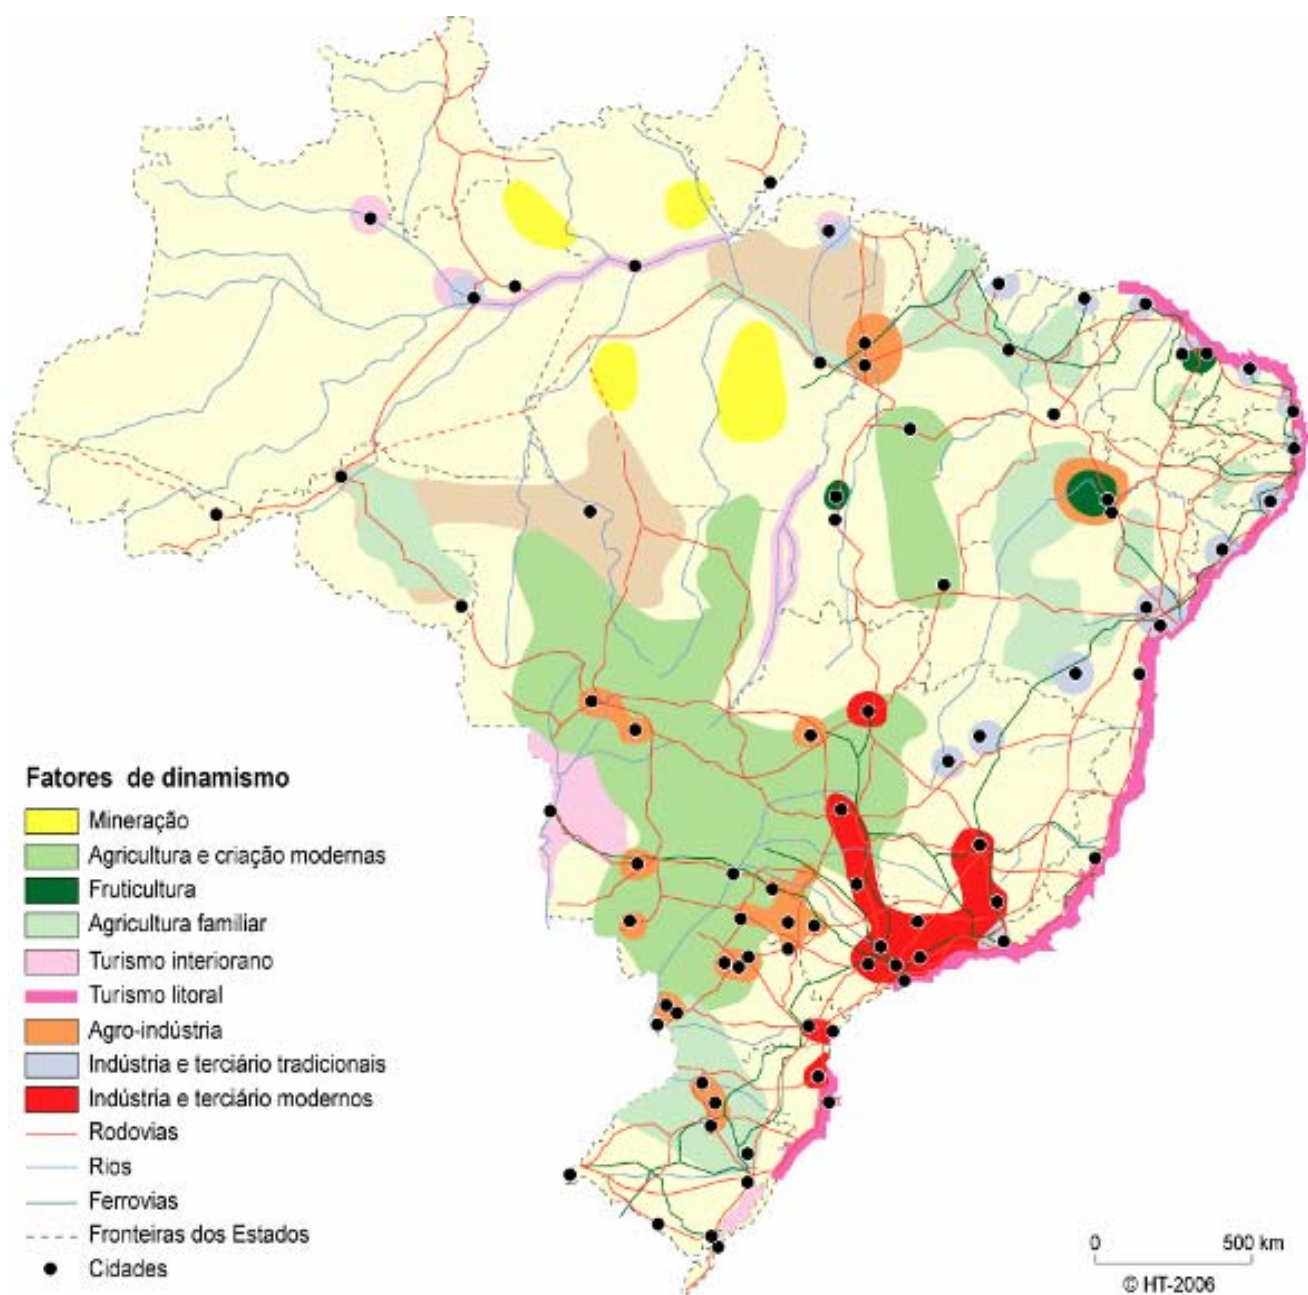 Fatores de dinamismo
Mineração
Agricultura e criação modernas
Fruticultura
Agricultura familiar
Turismo interiorano
Turismo litoral
Agro-indústria
Indústria e terciário tradicionais
Indústria e terciário modernos
Rodovias
Rios
Ferrovias
Fronteiras dos Estados
Cidades
0 500 km
© HT-2006